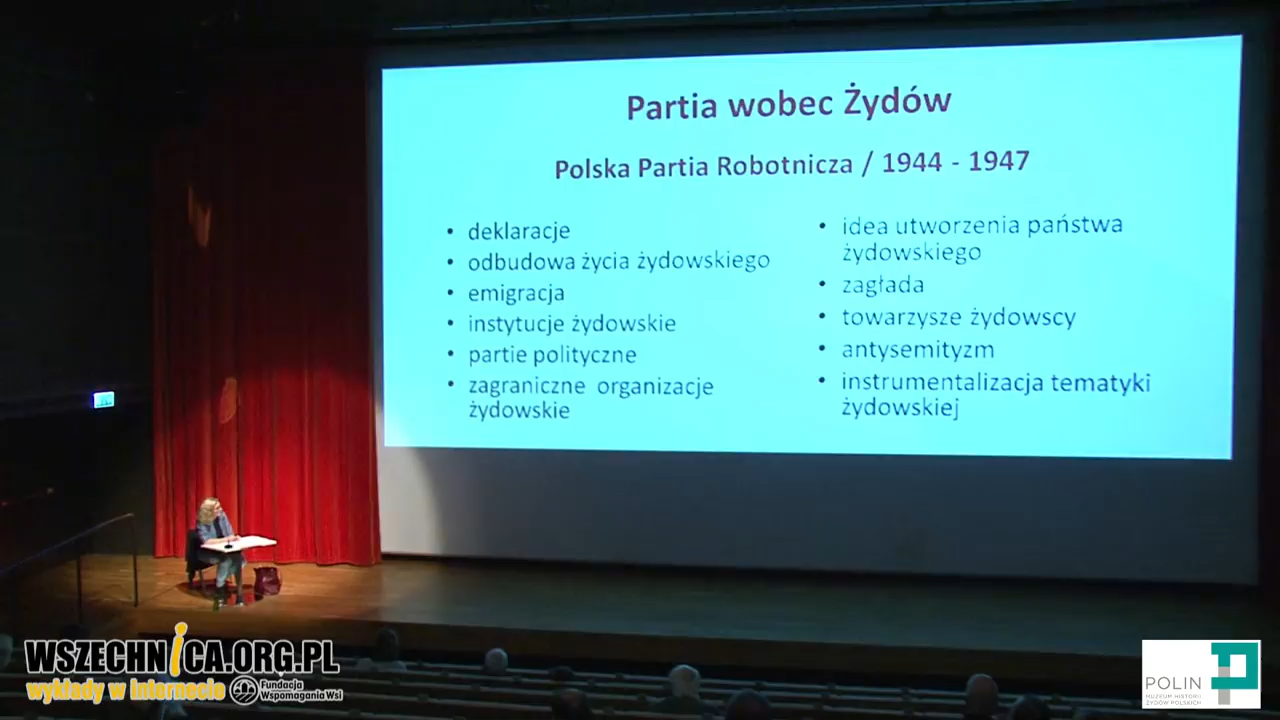 Partia wobec Żydów
Polska Partia Robotnicza / 1944 - 1947
• deklaracje
• odbudowa życia żydowskiego
• emigracja
• instytucje żydowskie
• partie polityczne
• zagraniczne organizacje
żydowskie
• idea utworzenia państwa
żydowskiego
• zagłada
• towarzysze żydowscy
• antysemityzm
• instrumentalizacja tematyki
żydowskiej
WSZECHNICA.ORG.PL
wykłady w internecie
Fundacja
Wspomagania Wsi
POLIN
MUZEUM HISTORII
ŻYDÓW POLSKICH